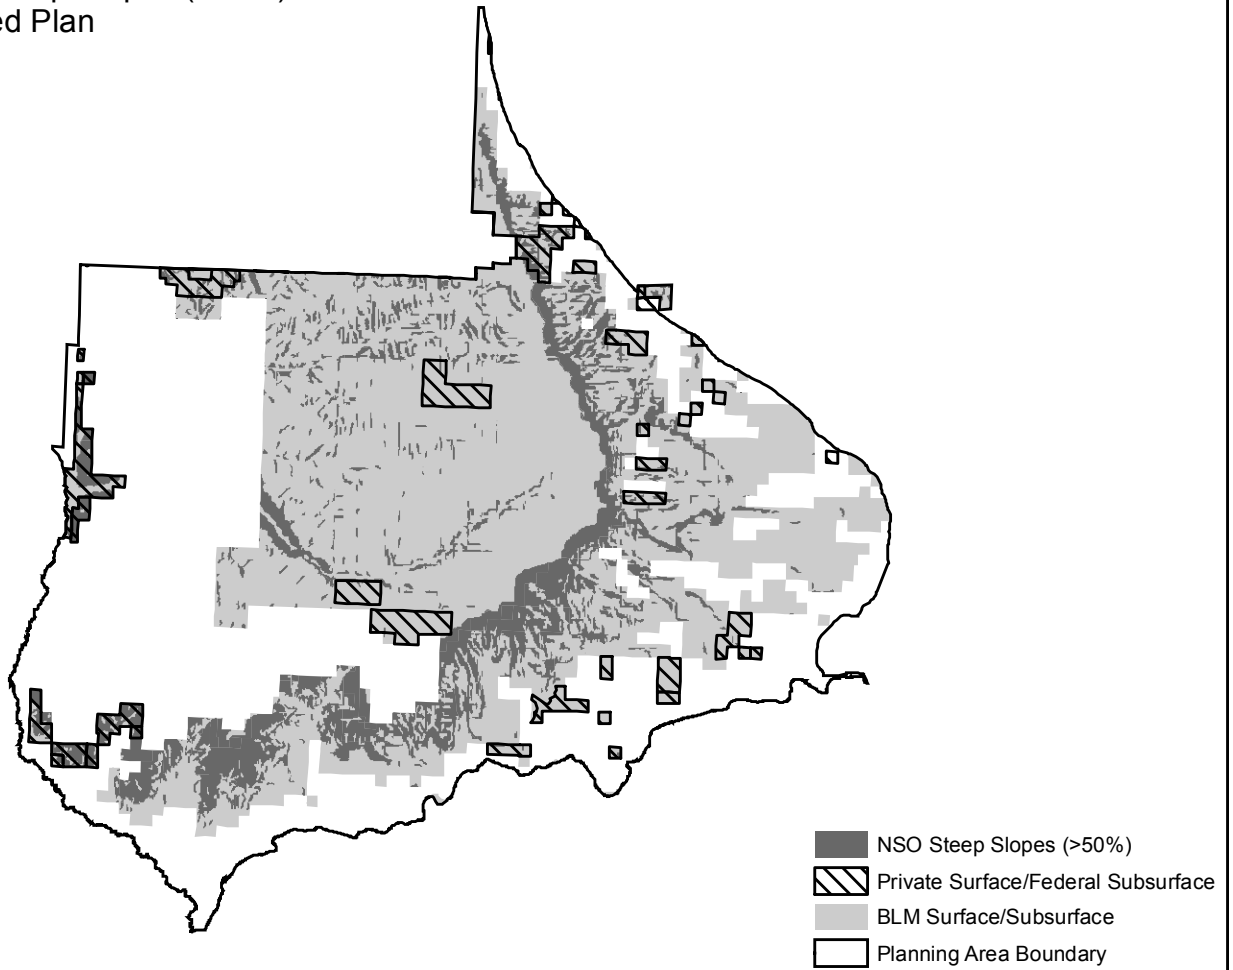 ed Plan
NSO Steep Slopes (>50%)
Private Surface/Federal Subsurface
BLM Surface/Subsurface
Planning Area Boundary